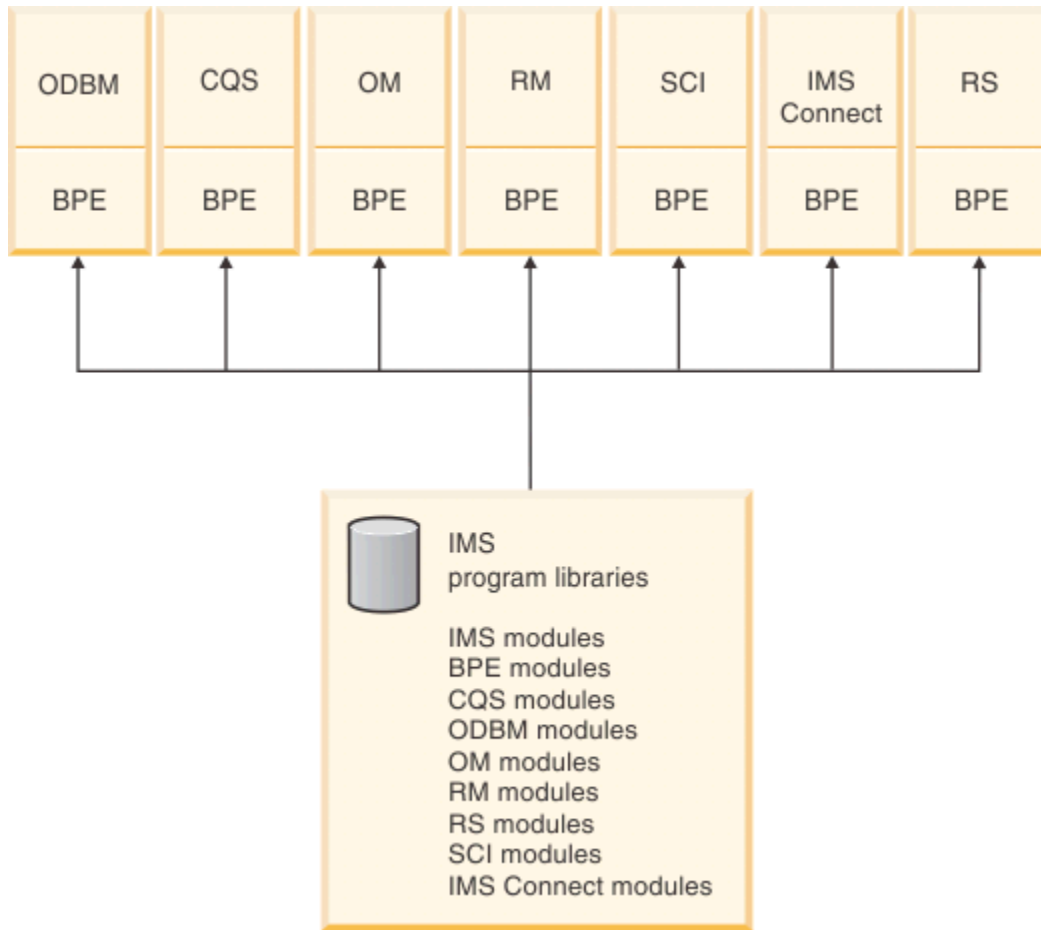 ODBM
CQS
OM
RM
SCI
IMS
Connect
RS
BPE
BPE
BPE
BPE
BPE
BPE
BPE
IMS
program libraries
IMS modules
BPE modules
CQS modules
ODBM modules
OM modules
RM modules
RS modules
SCI modules
IMS Connect modules